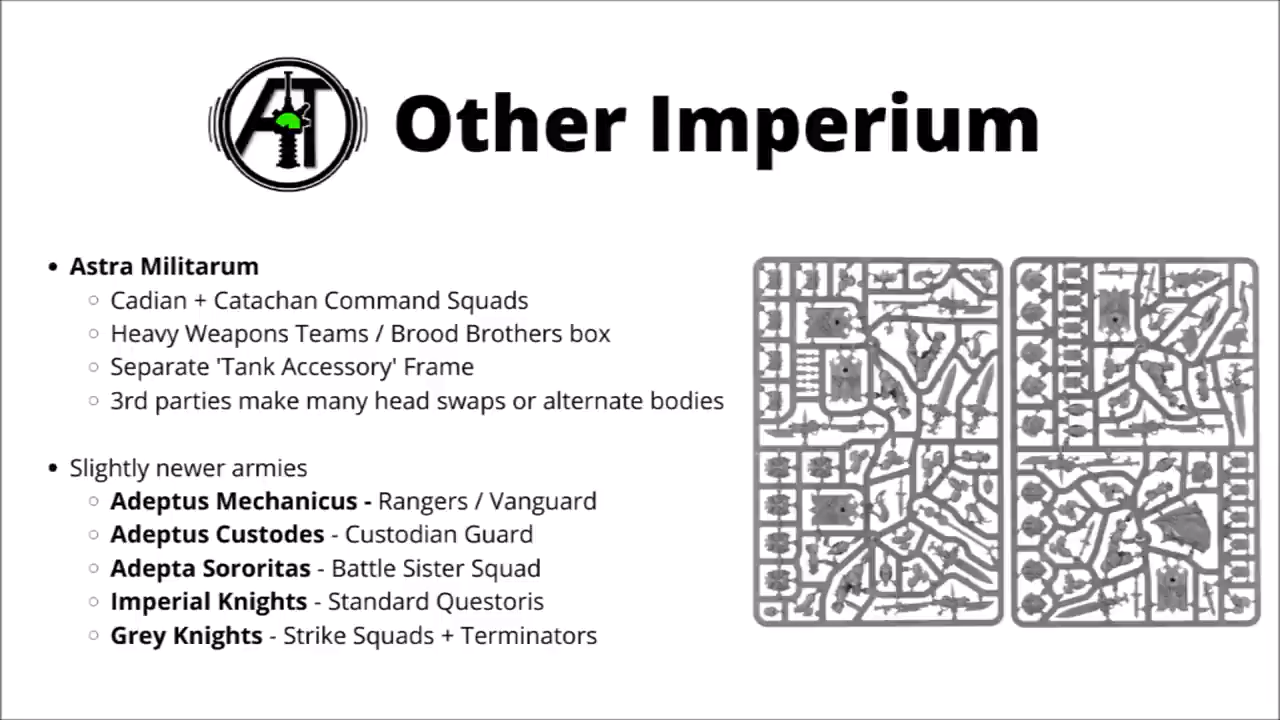 AT
Other Imperium
• Astra Militarum
○ Cadian + Catachan Command Squads
○ Heavy Weapons Teams / Brood Brothers box
○ Separate 'Tank Accessory' Frame
○ 3rd parties make many head swaps or alternate bodies
• Slightly newer armies
○ Adeptus Mechanicus - Rangers / Vanguard
○ Adeptus Custodes - Custodian Guard
○ Adepta Sororitas - Battle Sister Squad
○ Imperial Knights - Standard Questoris
○ Grey Knights - Strike Squads + Terminators